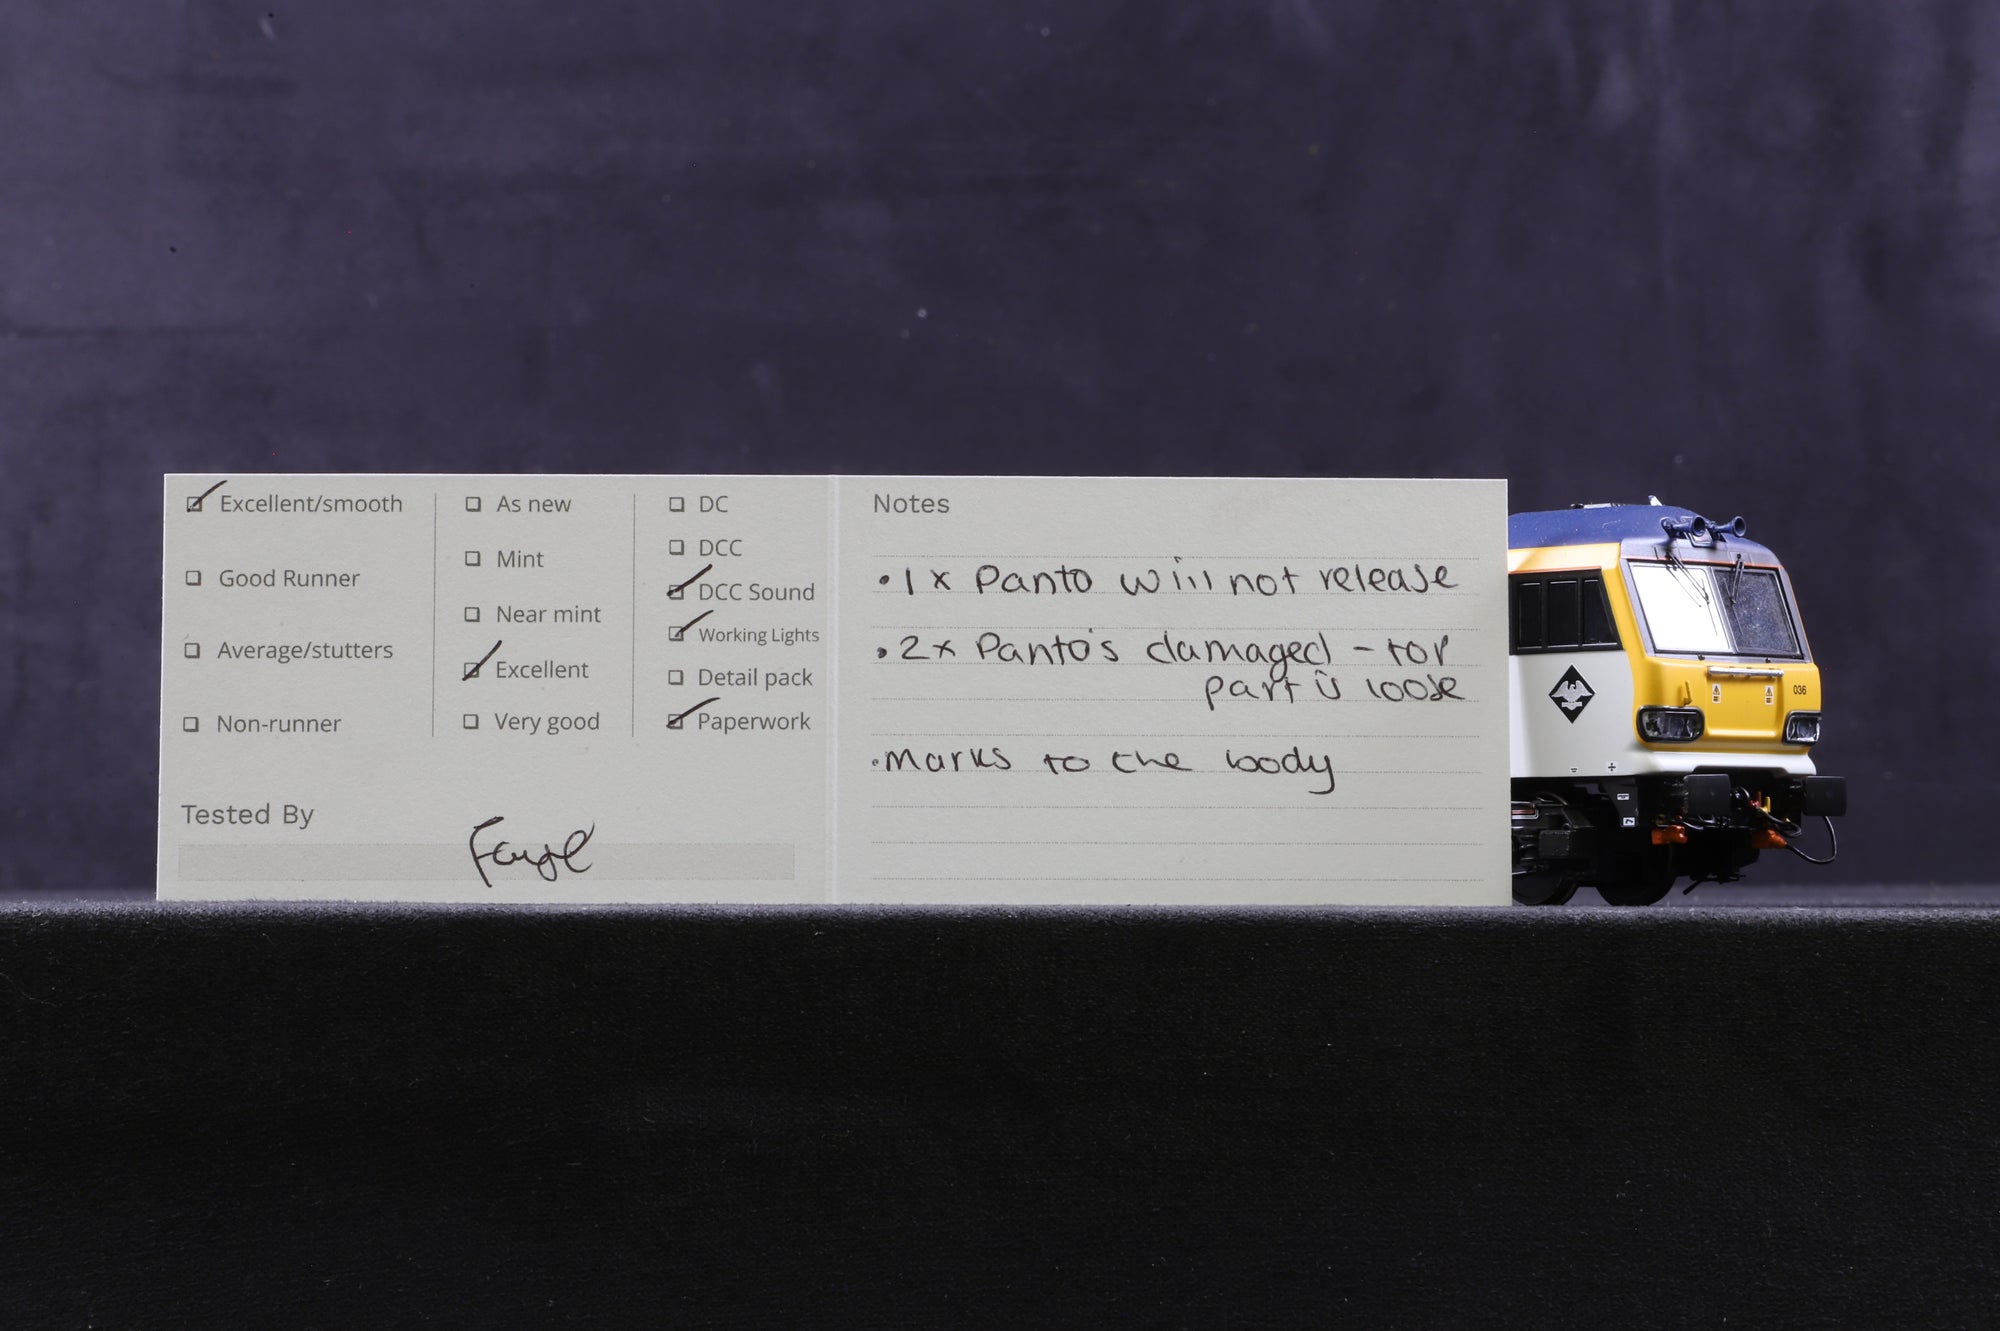 Excellent/smooth
Good Runner
Average/stutters
Non-runner
As new
Mint
Near mint
Excellent
Very good
DC
DCC
DCC Sound
Working Lights
Detail pack
Paperwork
Tested By
Faye
Notes
• 1 x Panto will not release
• 2x Panto's damaged - top
part is loose
• Marks to the body
036